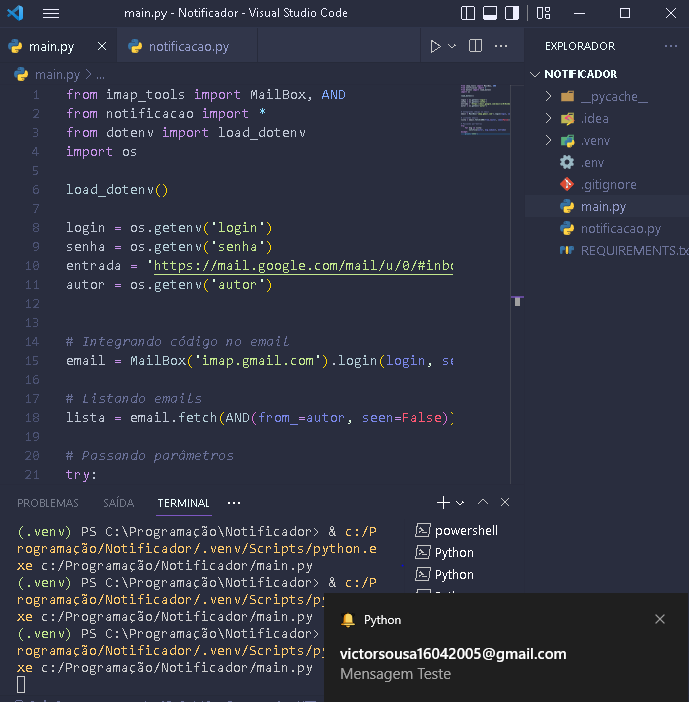 main.py - Notificador - Visual Studio Code
main.py
notificacao.py
main.py > ...
1 from imap_tools import MailBox, AND
2 from notificacao import *
3 from dotenv import load_dotenv
4 import os
5
6 load_dotenv()
7
8 login = os.getenv('login')
9 senha = os.getenv('senha')
10 entrada = 'https://mail.google.com/mail/u/0/#inbo
11 autor = os.getenv('autor')
12
13
14 # Integrando código no email
15 email = MailBox('imap.gmail.com').login(login, se
16
17 # Listando emails
18 lista = email.fetch(AND(from_=autor, seen=False))
19
20 # Passando parâmetros
21 try:
EXPLORADOR
NOTIFICADOR
__pycache__
.idea
.venv
.env
.gitignore
main.py
notificacao.py
REQUIREMENTS.tx
PROBLEMAS SAÍDA TERMINAL
(.venv) PS C:\Programação\Notificador> & c:/P
rogramação/Notificador/.venv/Scripts/python.e
xe c:/Programação/Notificador/main.py
(.venv) PS C:\Programação\Notificador> & c:/P
rogramação/Notificador/.venv/Scripts/py
xe c:/Programação/Notificador/main.py
(.venv) PS C:\Programação\Notificador>
rogramação/Notificador/.venv/Scripts/py
xe c:/Programação/Notificador/main.py
powershell
Python
Python
Python
victorsousa16042005@gmail.com
Mensagem Teste